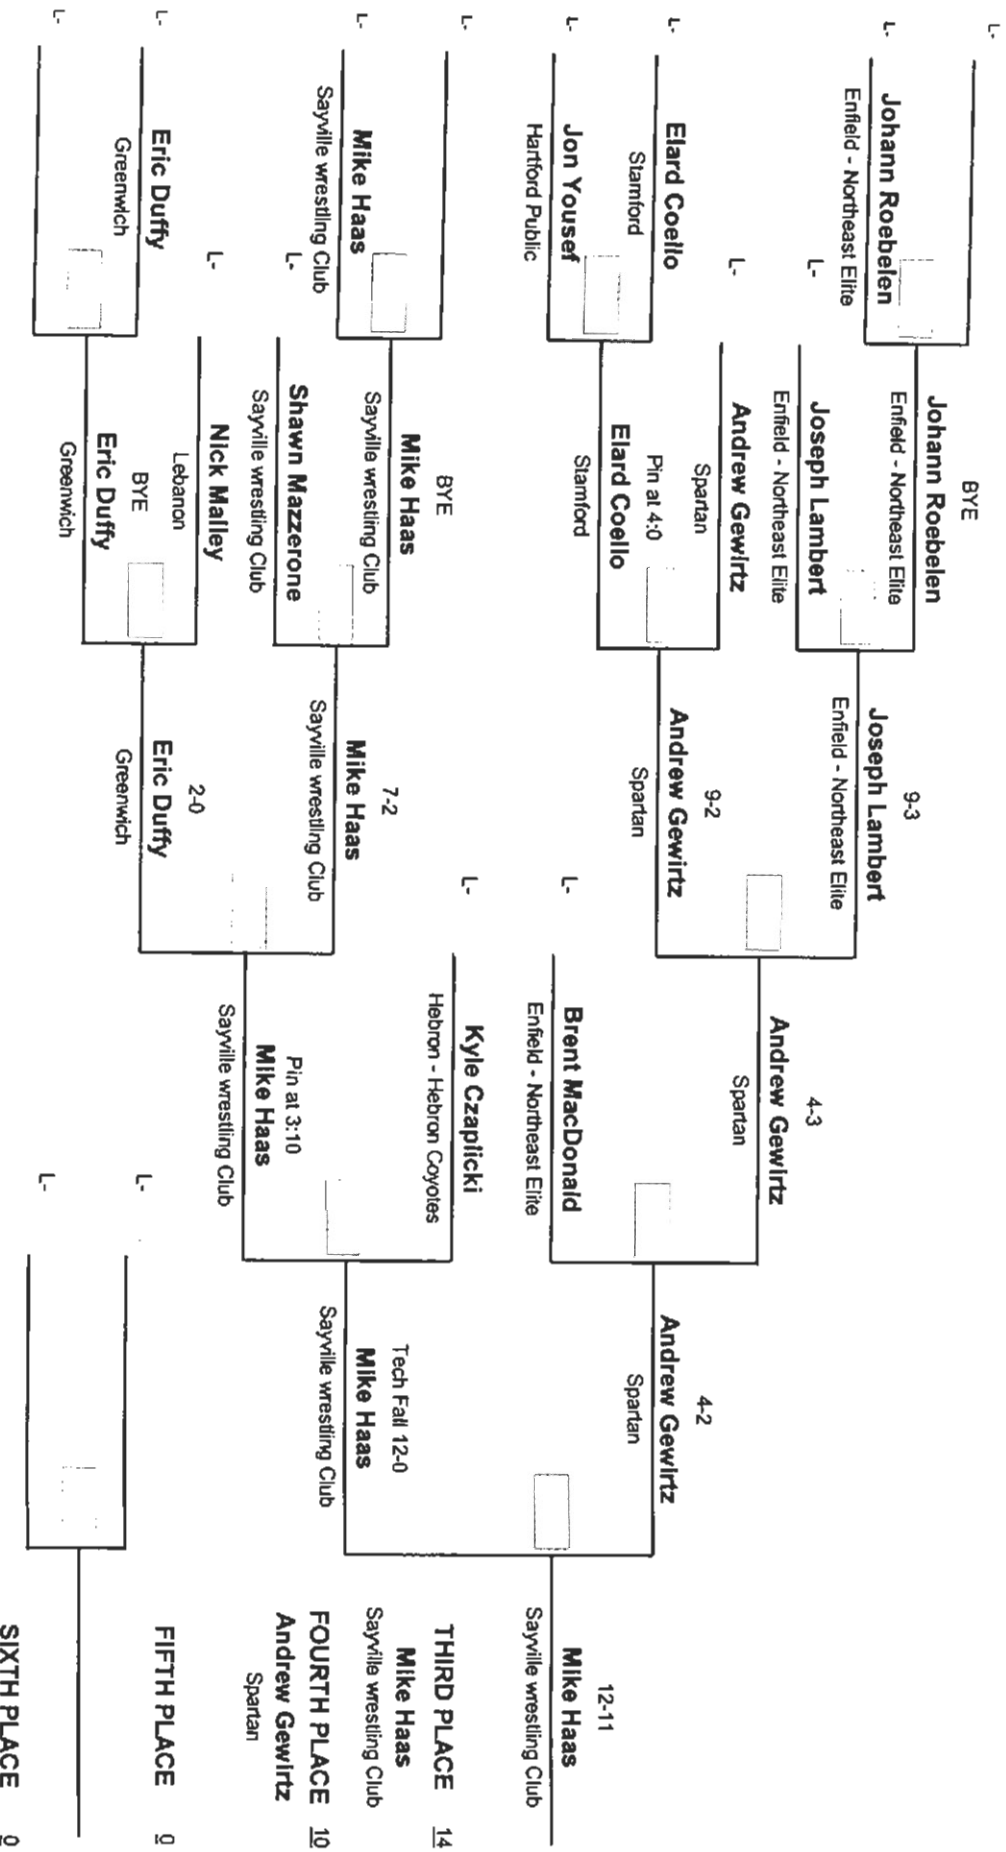 L-
BYE
Johann Roebelen
Enfield - Northeast Elite
L-
Johann Roebelen
Enfield - Northeast Elite
9-3
Joseph Lambert
Enfield - Northeast Elite
L-
Joseph Lambert
Enfield - Northeast Elite
4-3
Andrew Gewirtz
Spartan
L-
Andrew Gewirtz
Spartan
9-2
Andrew Gewirtz
Spartan
L-
Elard Coello
Stamford
Pin at 4:0
Elard Coello
Stamford
L-
Jon Yousef
Hartford Public
4-2
Andrew Gewirtz
Spartan
L-
Brent MacDonald
Enfield - Northeast Elite
12-11
Mike Haas
Sayville wrestling Club
L-
BYE
Mike Haas
Sayville wrestling Club
L-
Mike Haas
Sayville wrestling Club
7-2
Mike Haas
Sayville wrestling Club
L-
Shawn Mazzerone
Sayville wrestling Club
L-
Kyle Czaplicki
Hebron - Hebron Coyotes
Tech Fall 12-0
Mike Haas
Sayville wrestling Club
Pin at 3:10
Mike Haas
Sayville wrestling Club
L-
Nick Malley
Lebanon
2-0
Eric Duffy
Greenwich
L-
Eric Duffy
Greenwich
BYE
Eric Duffy
Greenwich
L-
THIRD PLACE 14
Mike Haas
Sayville wrestling Club
FOURTH PLACE 10
Andrew Gewirtz
Spartan
L-
L-
FIFTH PLACE 0
SIXTH PLACE 0